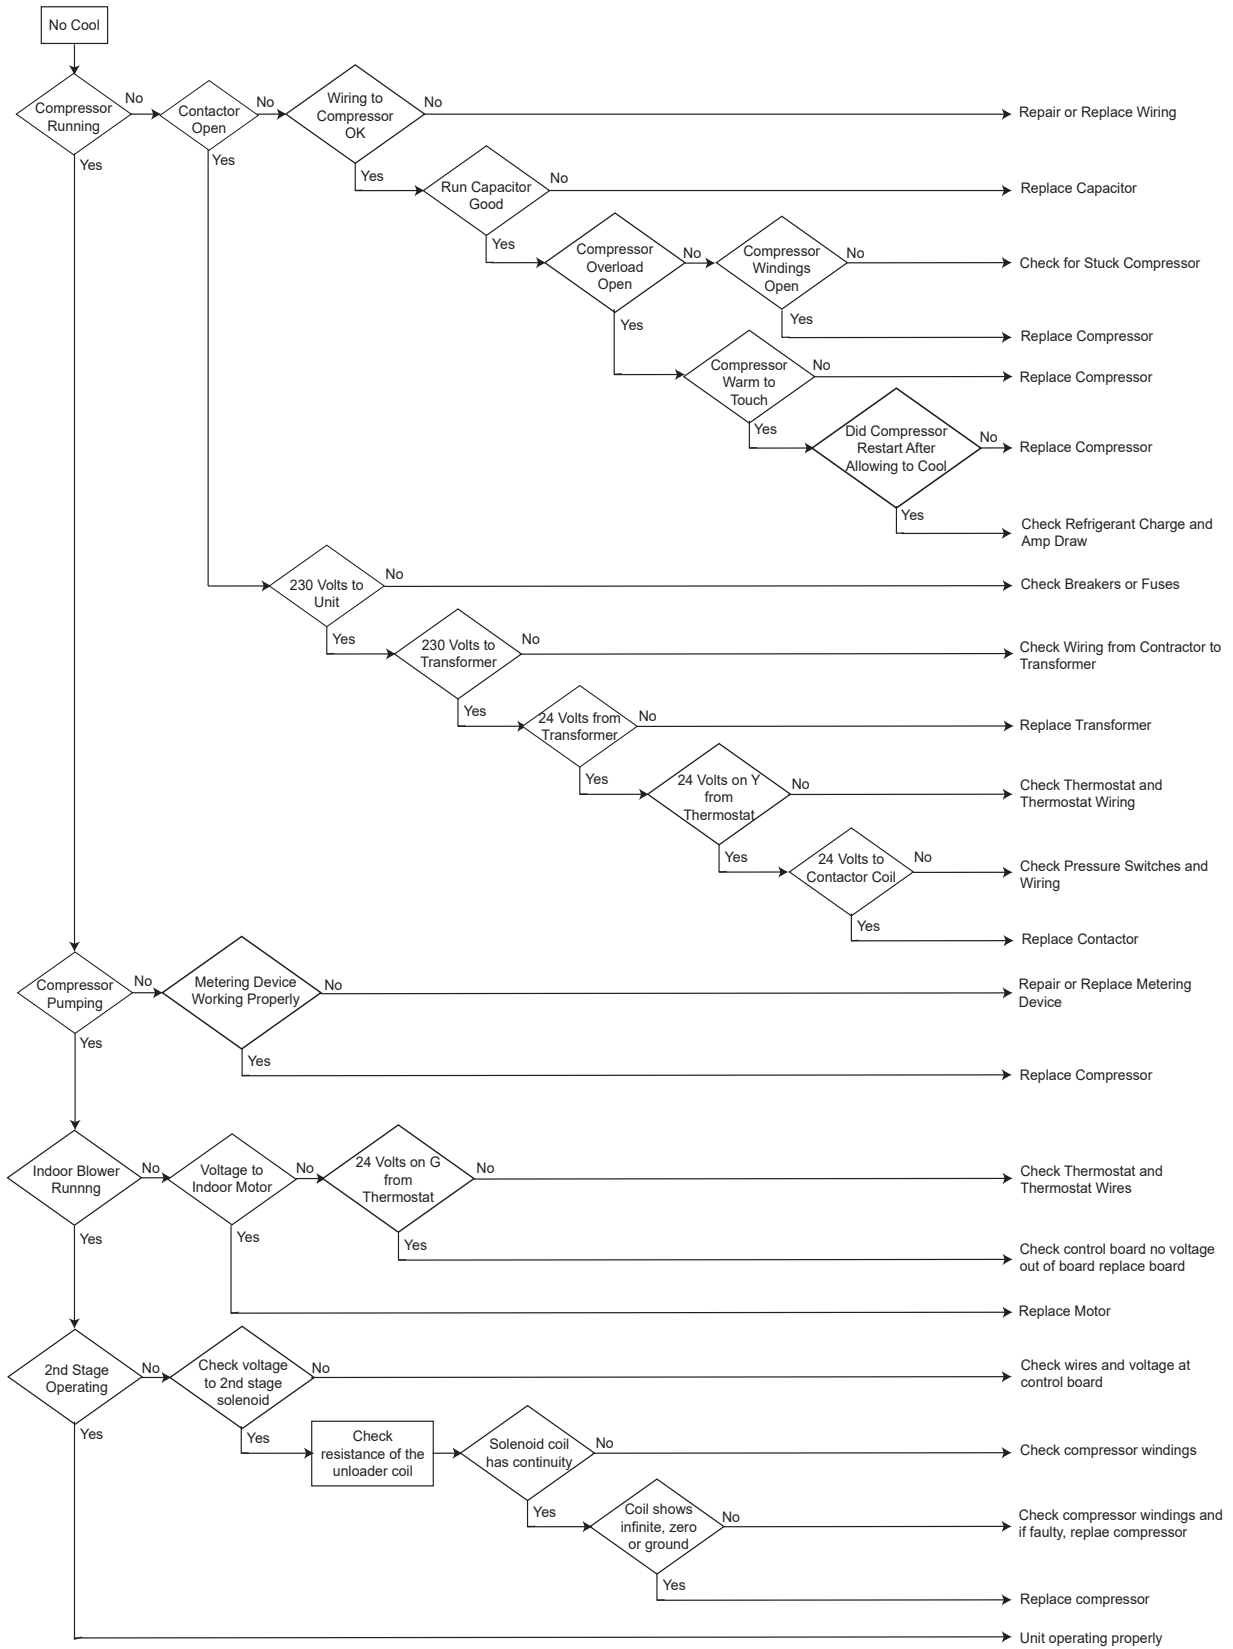 No Cool
Compressor
Running
No
Yes
Contactor
Open
No
Yes
Wiring to
Compressor
OK
No
Repair or Replace Wiring
Yes
Run Capacitor
Good
No
Replace Capacitor
Yes
Compressor
Overload
Open
No
Compressor
Windings
Open
No
Check for Stuck Compressor
Yes
Replace Compressor
Yes
Compressor
Warm to
Touch
No
Replace Compressor
Yes
Did Compressor
Restart After
Allowing to Cool
No
Replace Compressor
Yes
Check Refrigerant Charge and
Amp Draw
230 Volts to
Unit
No
Check Breakers or Fuses
Yes
230 Volts to
Transformer
No
Check Wiring from Contractor to
Transformer
Yes
24 Volts from
Transformer
No
Replace Transformer
Yes
24 Volts on Y
from
Thermostat
No
Check Thermostat and
Thermostat Wiring
Yes
24 Volts to
Contactor Coil
No
Check Pressure Switches and
Wiring
Yes
Replace Contactor
Compressor
Pumping
No
Metering Device
Working Properly
No
Repair or Replace Metering
Device
Yes
Yes
Replace Compressor
Indoor Blower
Runnng
No
Voltage to
Indoor Motor
No
24 Volts on G
from
Thermostat
No
Check Thermostat and
Thermostat Wires
Yes
Yes
Yes
Check control board no voltage
out of board replace board
Replace Motor
2nd Stage
Operating
No
Check voltage
to 2nd stage
solenoid
No
Check wires and voltage at
control board
Yes
Yes
Check
resistance of the
unloader coil
Solenoid coil
has continuity
No
Check compressor windings
Yes
Coil shows
infinite, zero
or ground
No
Check compressor windings and
if faulty, replae compressor
Yes
Replace compressor
Unit operating properly